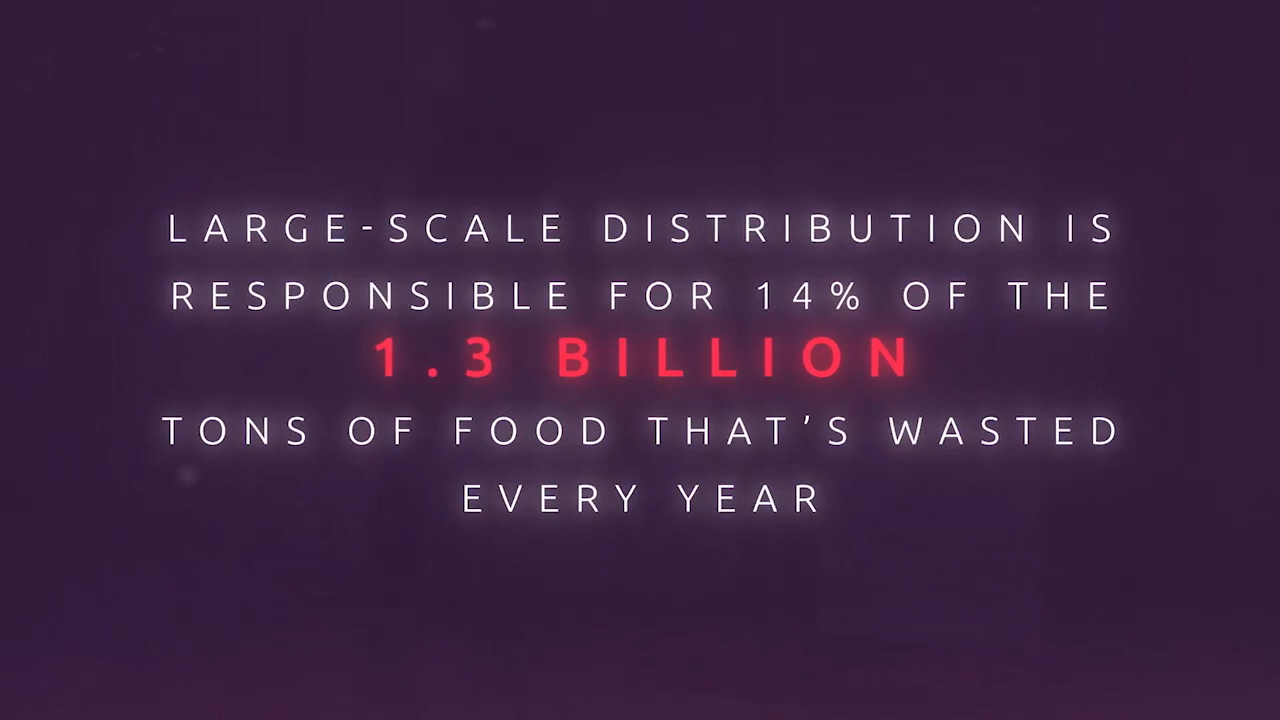 LARGE-SCALE DISTRIBUTION IS
RESPONSIBLE FOR 14% OF THE
1.3 BILLION
TONS OF FOOD THAT’S WASTED
EVERY YEAR